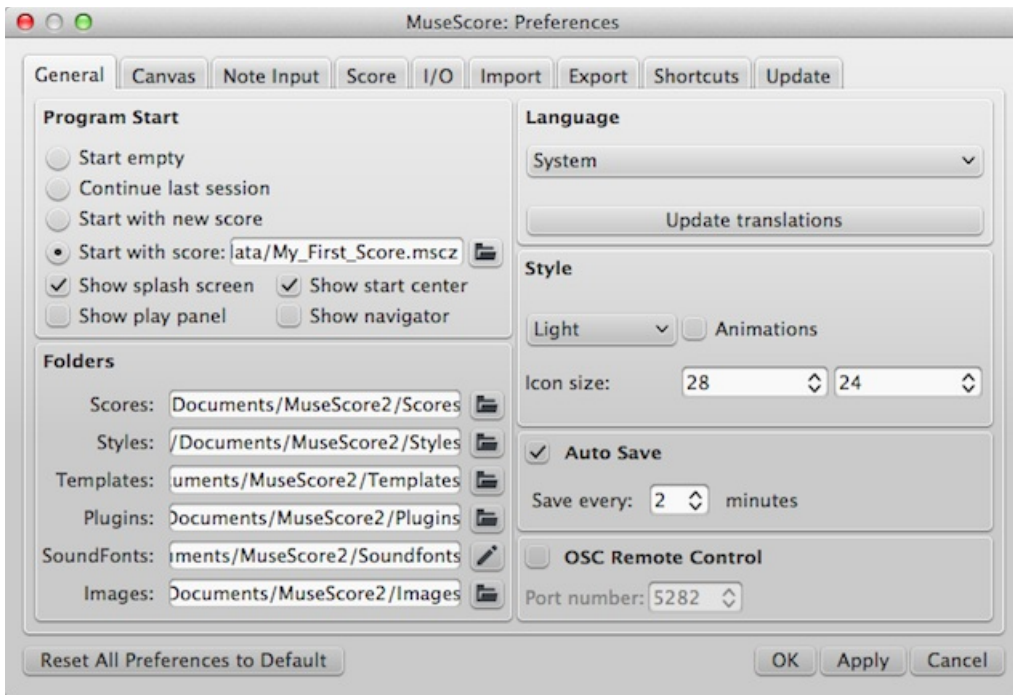 MuseScore: Preferences
General Canvas Note Input Score I/O Import Export Shortcuts Update
Program Start
Start empty
Continue last session
Start with new score
Start with score: lata/My_First_Score.mscz
Show splash screen Show start center
Show play panel Show navigator
Folders
Scores: Documents/MuseScore2/Scores
Styles: /Documents/MuseScore2/Styles
Templates: uments/MuseScore2/Templates
Plugins: Documents/MuseScore2/Plugins
SoundFonts: uments/MuseScore2/Soundfonts
Images: Documents/MuseScore2/Images
Language
System
Update translations
Style
Light Animations
Icon size: 28 24
Auto Save
Save every: 2 minutes
OSC Remote Control
Port number: 5282
Reset All Preferences to Default OK Apply Cancel